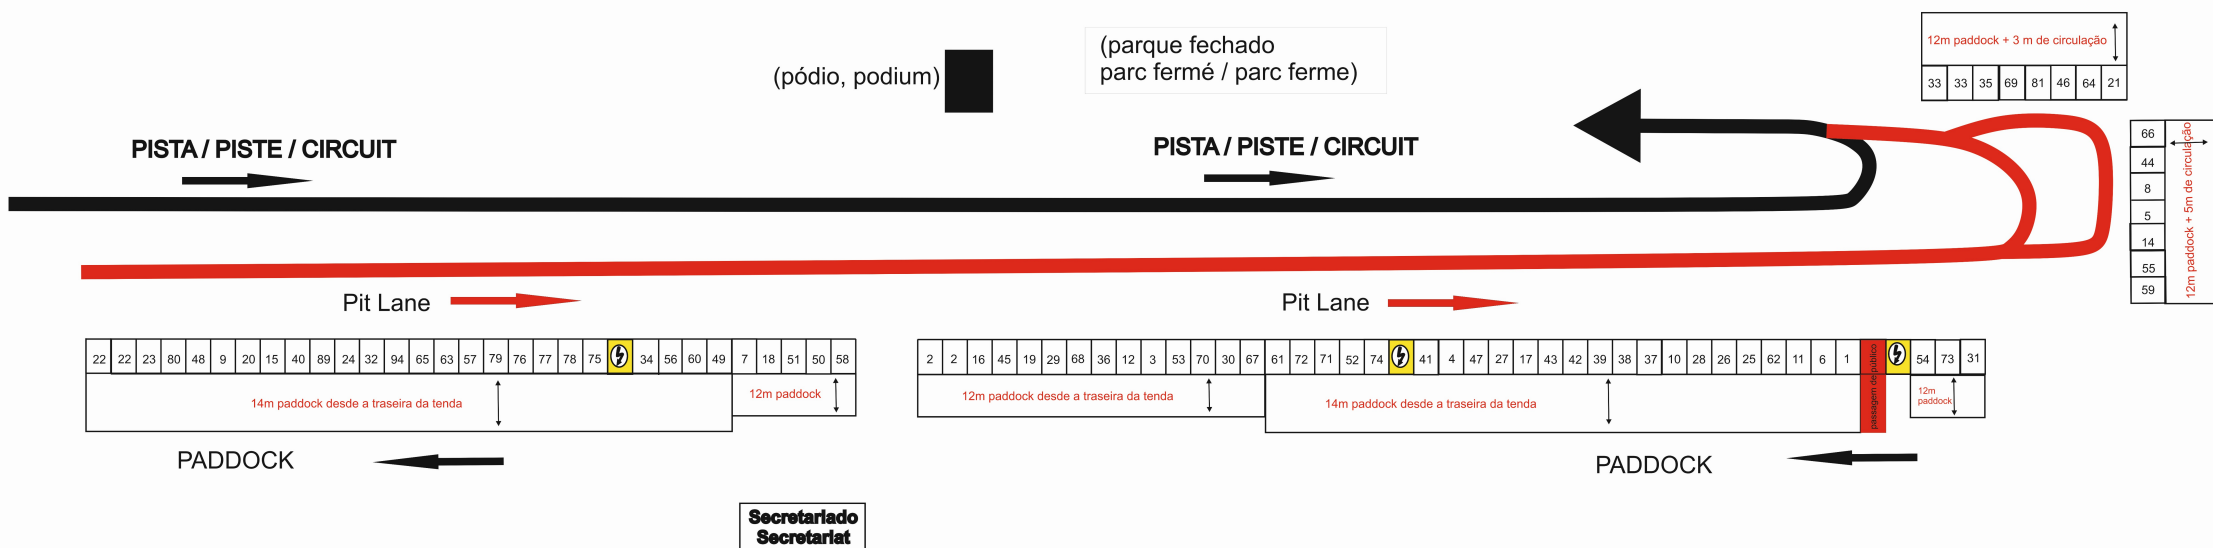 (pódio, podium)
(parque fechado
parc fermé / parc ferme)
12m paddock + 3 m de circulação
33 33 35 69 81 46 64 21
PISTA / PISTE / CIRCUIT
PISTA / PISTE / CIRCUIT
66
44
8
5
14
55
59
12m paddock + 5m de circulação
Pit Lane
Pit Lane
22 22 23 80 48 9 20 15 40 89 24 32 94 65 63 57 79 76 77 78 75 34 56 60 49 7 18 51 50 58
2 2 16 45 19 29 68 36 12 3 53 70 30 67 61 72 71 52 74 41 4 47 27 17 43 42 39 38 37 10 28 26 25 62 11 6 1
passagem de público
54 73 31
14m paddock desde a traseira da tenda
12m paddock
12m paddock desde a traseira da tenda
14m paddock desde a traseira da tenda
12m
paddock
PADDOCK
PADDOCK
Secretariado
Secretariat